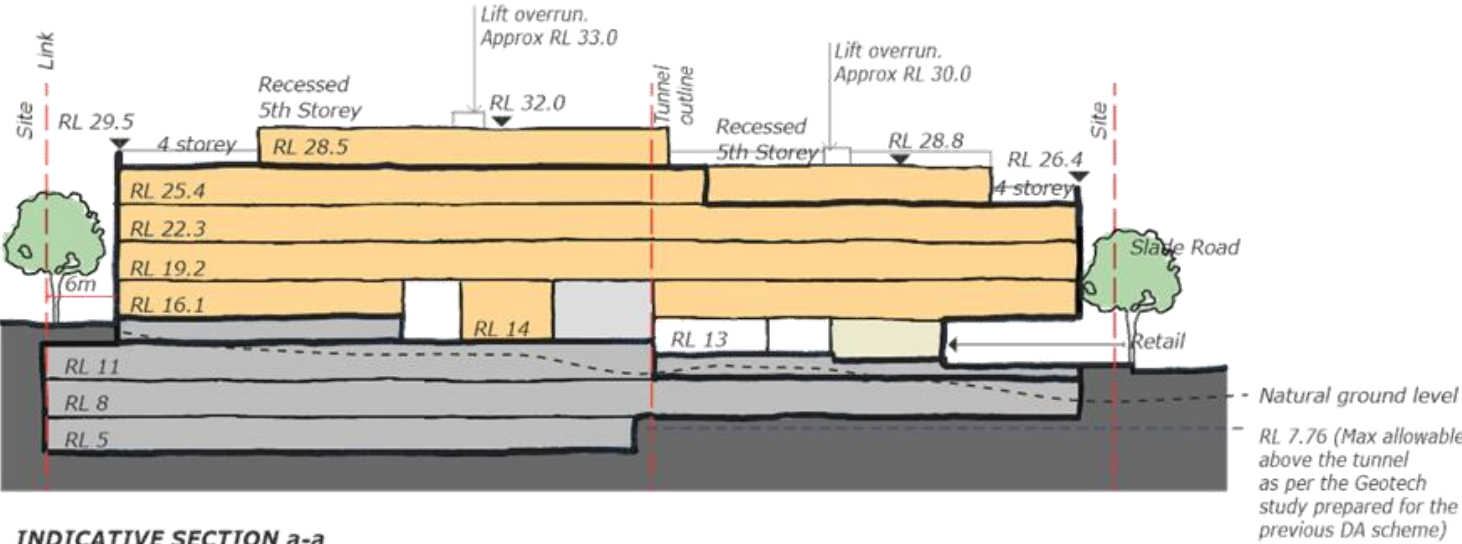 Lift overrun.
Approx RL 33.0
Link
Site
Lift overrun.
Approx RL 30.0
Recessed
5th Storey
RL 32.0
Tunnel
outline
Site
RL 29.5
4 storey
RL 28.5
Recessed
5th Storey
RL 28.8
RL 26.4
4 storey
RL 25.4
RL 22.3
RL 19.2
Slade Road
6m
RL 16.1
RL 14
RL 13
Retail
RL 11
RL 8
RL 5
Natural ground level
RL 7.76 (Max allowable
above the tunnel
as per the Geotech
study prepared for the
previous DA scheme)
INDICATIVE SECTION a-a